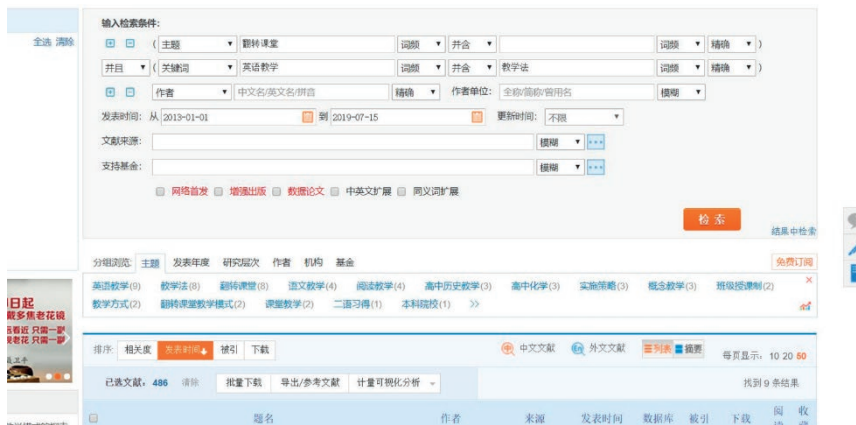 输入检索条件:
全选 清除
( 主题 翻转课堂 词频 并含 词频 精确 )
并且 ( 关键词 英语教学 词频 并含 教学法 词频 精确 )
作者 中文名/英文名/拼音 精确 作者单位: 全称/简称/曾用名 模糊
发表时间: 从 2013-01-01 到 2019-07-15 更新时间: 不限
文献来源: 模糊
支持基金: 模糊
网络首发 增强出版 数据论文 中英文扩展 同义词扩展
检索
结果中检索
分组浏览: 主题 发表年度 研究层次 作者 机构 基金 免费订阅
英语教学(9) 教学法(8) 翻转课堂(8) 语文教学(4) 阅读教学(4) 高中历史教学(3) 高中化学(3) 实施策略(3) 概念教学(3) 班级授课制(2)
教学方式(2) 翻转课堂教学模式(2) 课堂教学(2) 二语习得(1) 本科院校(1) >>
日起
戴多焦老花镜
排序: 相关度 发表时间 被引 下载 中文文献 外文文献 列表 摘要 每页显示: 10 20 50
已选文献: 486 清除 批量下载 导出/参考文献 计量可视化分析 找到 9 条结果
题名 作者 来源 发表时间 数据库 被引 下载 阅 收